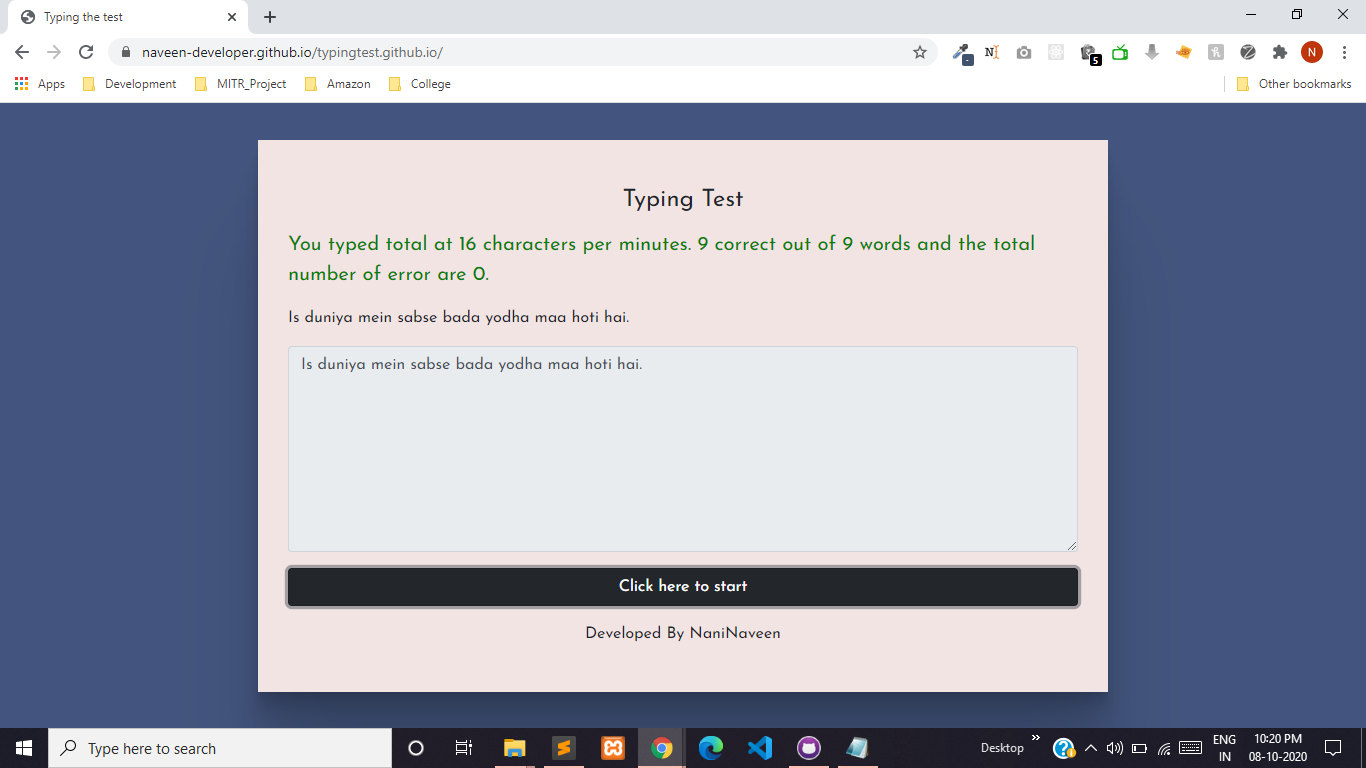 Typing the test
naveen-developer.github.io/typingtest.github.io/
5
N
Apps Development MITR_Project Amazon College Other bookmarks
Typing Test
You typed total at 16 characters per minutes. 9 correct out of 9 words and the total
number of error are 0.
Is duniya mein sabse bada yodha maa hoti hai.
Is duniya mein sabse bada yodha maa hoti hai.
Click here to start
Developed By NaniNaveen
Type here to search
Desktop
ENG
IN
10:20 PM
08-10-2020